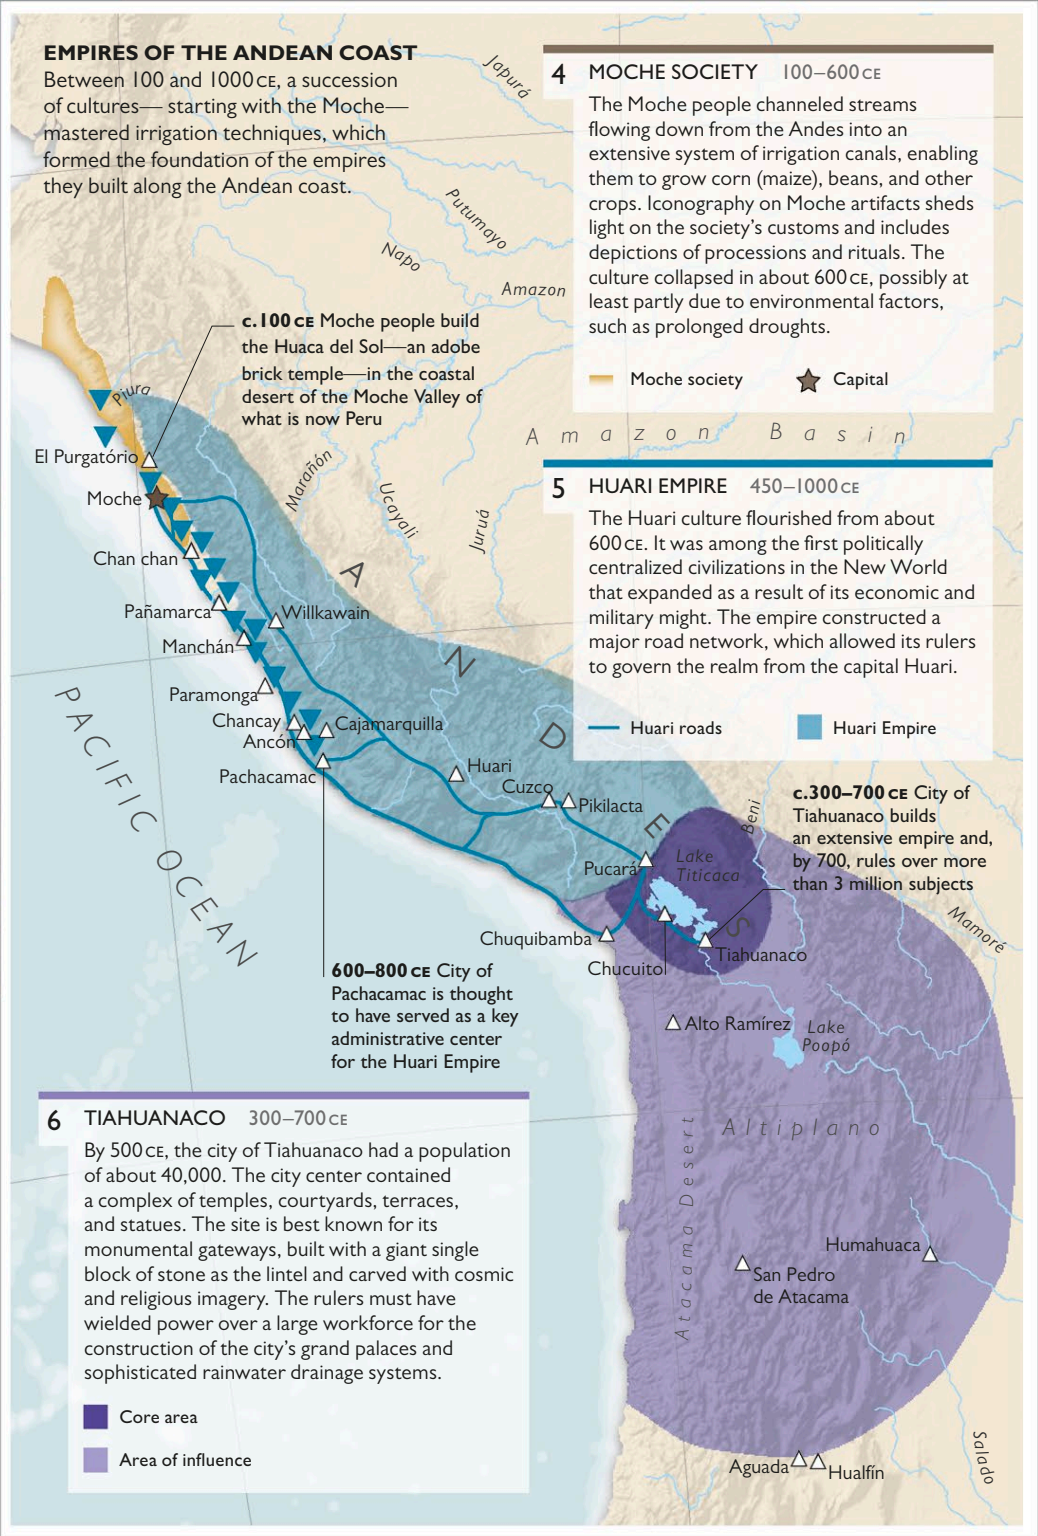 EMPIRES OF THE ANDEAN COAST
Between 100 and 1000 CE, a succession
of cultures— starting with the Moche—
mastered irrigation techniques, which
formed the foundation of the empires
they built along the Andean coast.
4 MOCHE SOCIETY 100–600 CE
The Moche people channeled streams
flowing down from the Andes into an
extensive system of irrigation canals, enabling
them to grow corn (maize), beans, and other
crops. Iconography on Moche artifacts sheds
light on the society's customs and includes
depictions of processions and rituals. The
culture collapsed in about 600 CE, possibly at
least partly due to environmental factors,
such as prolonged droughts.
Moche society
Capital
Japurá
Putumayo
Napo
Amazon
c.100 CE Moche people build
the Huaca del Sol—an adobe
brick temple—in the coastal
desert of the Moche Valley of
what is now Peru
Piura
Amazon Basin
El Purgatório
Moche
Marañón
Ucayali
Juruá
5 HUARI EMPIRE 450–1000 CE
The Huari culture flourished from about
600 CE. It was among the first politically
centralized civilizations in the New World
that expanded as a result of its economic and
military might. The empire constructed a
major road network, which allowed its rulers
to govern the realm from the capital Huari.
Huari roads
Huari Empire
Chan chan
Pañamarca
Willkawain
Manchán
Paramonga
Chancay
Cajamarquilla
Ancón
Pachacamac
Huari
Cuzco
Pikilacta
ANDES
PACIFIC OCEAN
c.300–700 CE City of
Tiahuanaco builds
an extensive empire and,
by 700, rules over more
than 3 million subjects
Beni
Pucará
Lake
Titicaca
Mamoré
Chuquibamba
Chucuito
Tiahuanaco
600–800 CE City of
Pachacamac is thought
to have served as a key
administrative center
for the Huari Empire
Alto Ramírez
Lake
Poopó
Altiplano
Atacama Desert
6 TIAHUANACO 300–700 CE
By 500 CE, the city of Tiahuanaco had a population
of about 40,000. The city center contained
a complex of temples, courtyards, terraces,
and statues. The site is best known for its
monumental gateways, built with a giant single
block of stone as the lintel and carved with cosmic
and religious imagery. The rulers must have
wielded power over a large workforce for the
construction of the city's grand palaces and
sophisticated rainwater drainage systems.
Core area
Area of influence
Humahuaca
San Pedro
de Atacama
Salado
Aguada
Hualfín